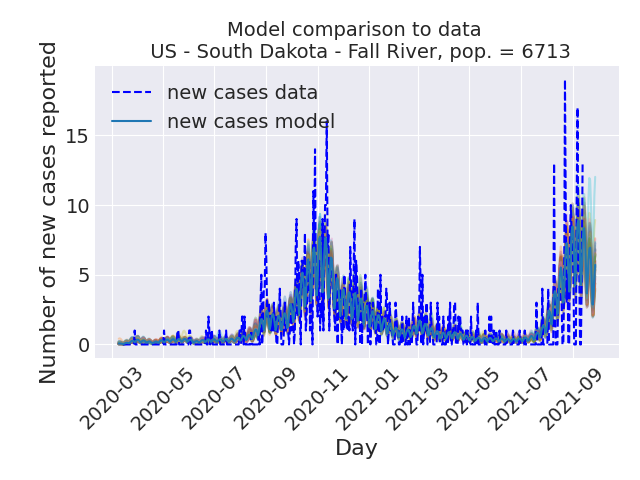 Model comparison to data
US - South Dakota - Fall River, pop. = 6713
new cases data
new cases model
Number of new cases reported
15
10
5
0
2020-03
2020-05
2020-07
2020-09
2020-11
2021-01
2021-03
2021-05
2021-07
2021-09
Day